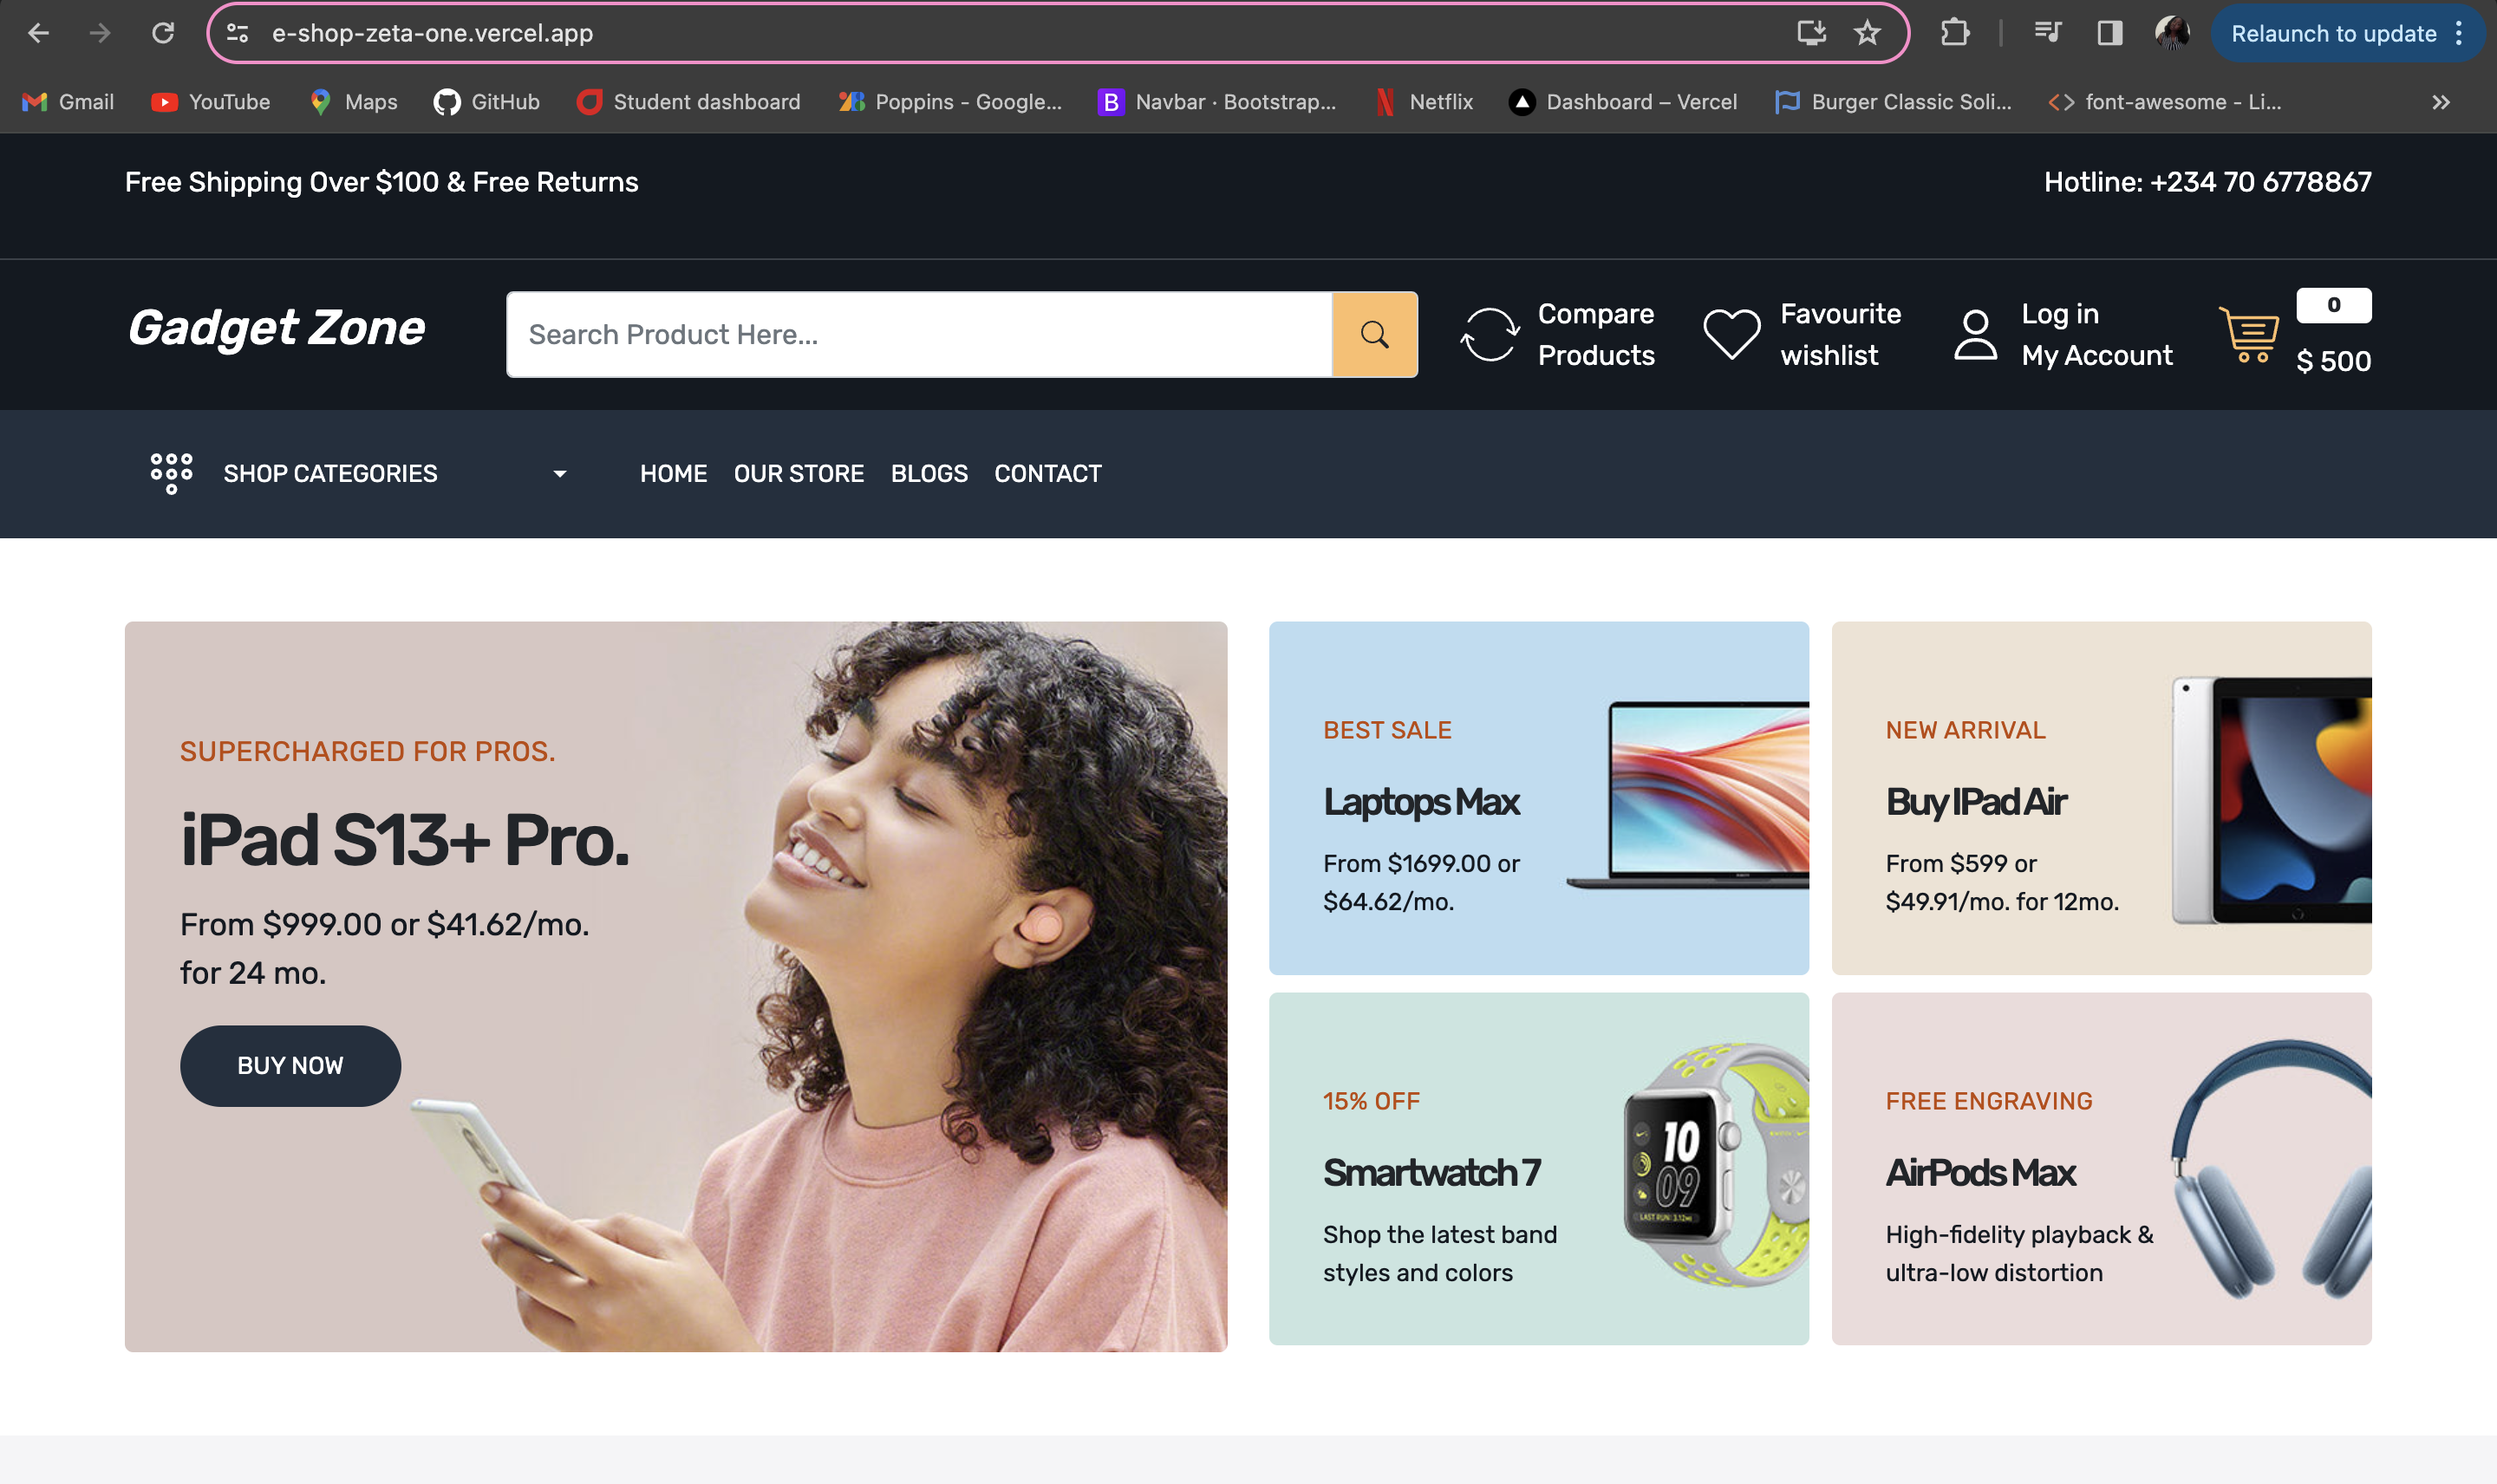 e-shop-zeta-one.vercel.app
Relaunch to update
Gmail
YouTube
Maps
GitHub
Student dashboard
Poppins - Google...
B
Navbar · Bootstrap...
Netflix
Dashboard – Vercel
Burger Classic Soli...
font-awesome - Li...
Free Shipping Over $100 & Free Returns
Hotline: +234 70 6778867
Gadget Zone
Search Product Here...
Compare
Products
Favourite
wishlist
Log in
My Account
0
$ 500
SHOP CATEGORIES
HOME
OUR STORE
BLOGS
CONTACT
SUPERCHARGED FOR PROS.
iPad S13+ Pro.
From $999.00 or $41.62/mo.
for 24 mo.
BUY NOW
BEST SALE
Laptops Max
From $1699.00 or
$64.62/mo.
NEW ARRIVAL
Buy IPad Air
From $599 or
$49.91/mo. for 12mo.
15% OFF
Smartwatch 7
Shop the latest band
styles and colors
10
09
LAST RUN: 3.12mi
FREE ENGRAVING
AirPods Max
High-fidelity playback &
ultra-low distortion